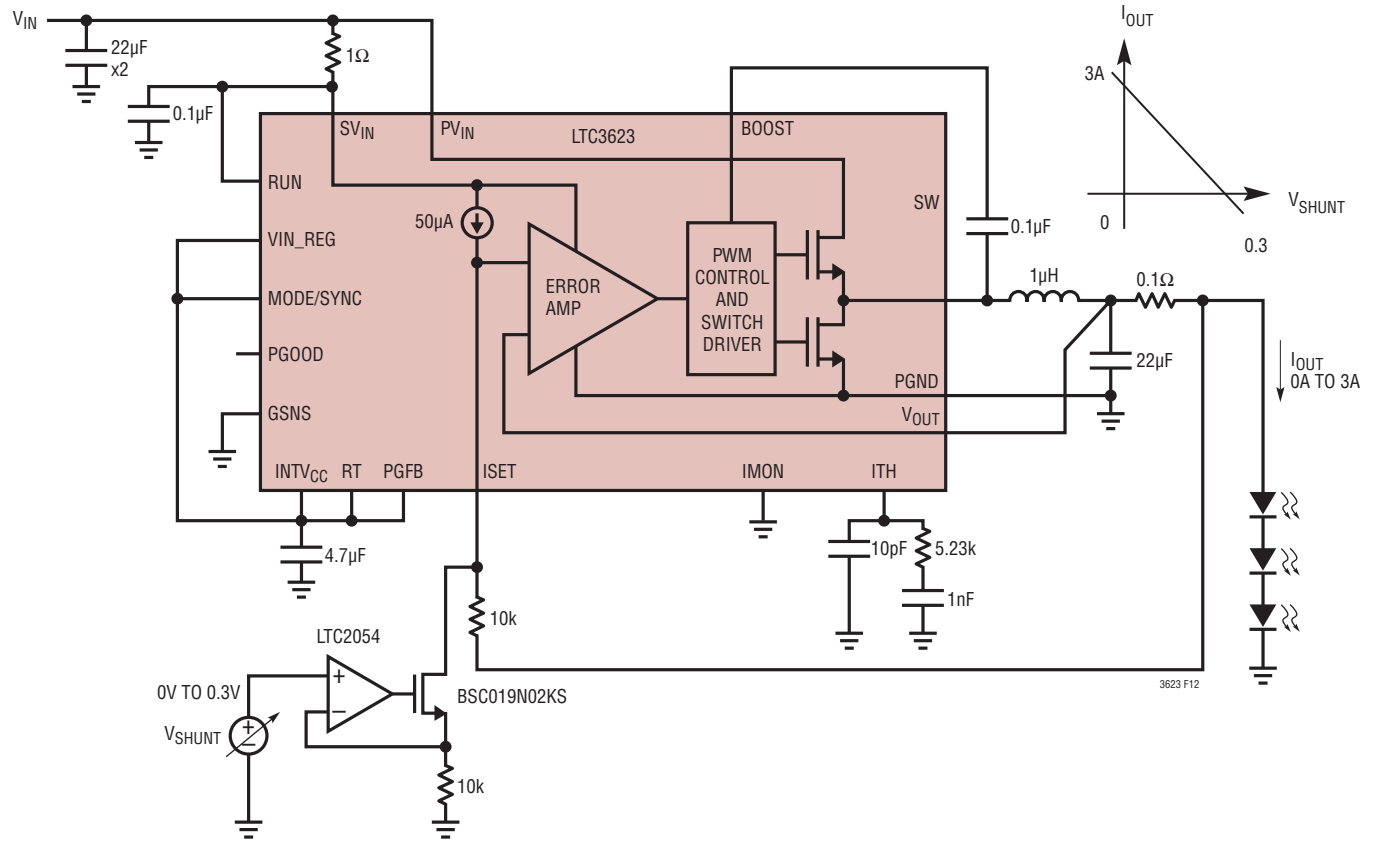 VIN
22µF
x2
1Ω
0.1µF
SVIN
PVIN
LTC3623
BOOST
IOUT
3A
0
VSHUNT
0.3
RUN
VIN_REG
MODE/SYNC
PGOOD
GSNS
50µA
ERROR
AMP
PWM
CONTROL
AND
SWITCH
DRIVER
SW
0.1µF
1µH
0.1Ω
PGND
VOUT
22µF
IOUT
0A TO 3A
INTVCC
RT
PGFB
ISET
IMON
ITH
4.7µF
10pF
5.23k
1nF
10k
LTC2054
0V TO 0.3V
VSHUNT
+
–
+
–
BSC019N02KS
10k
3623 F12